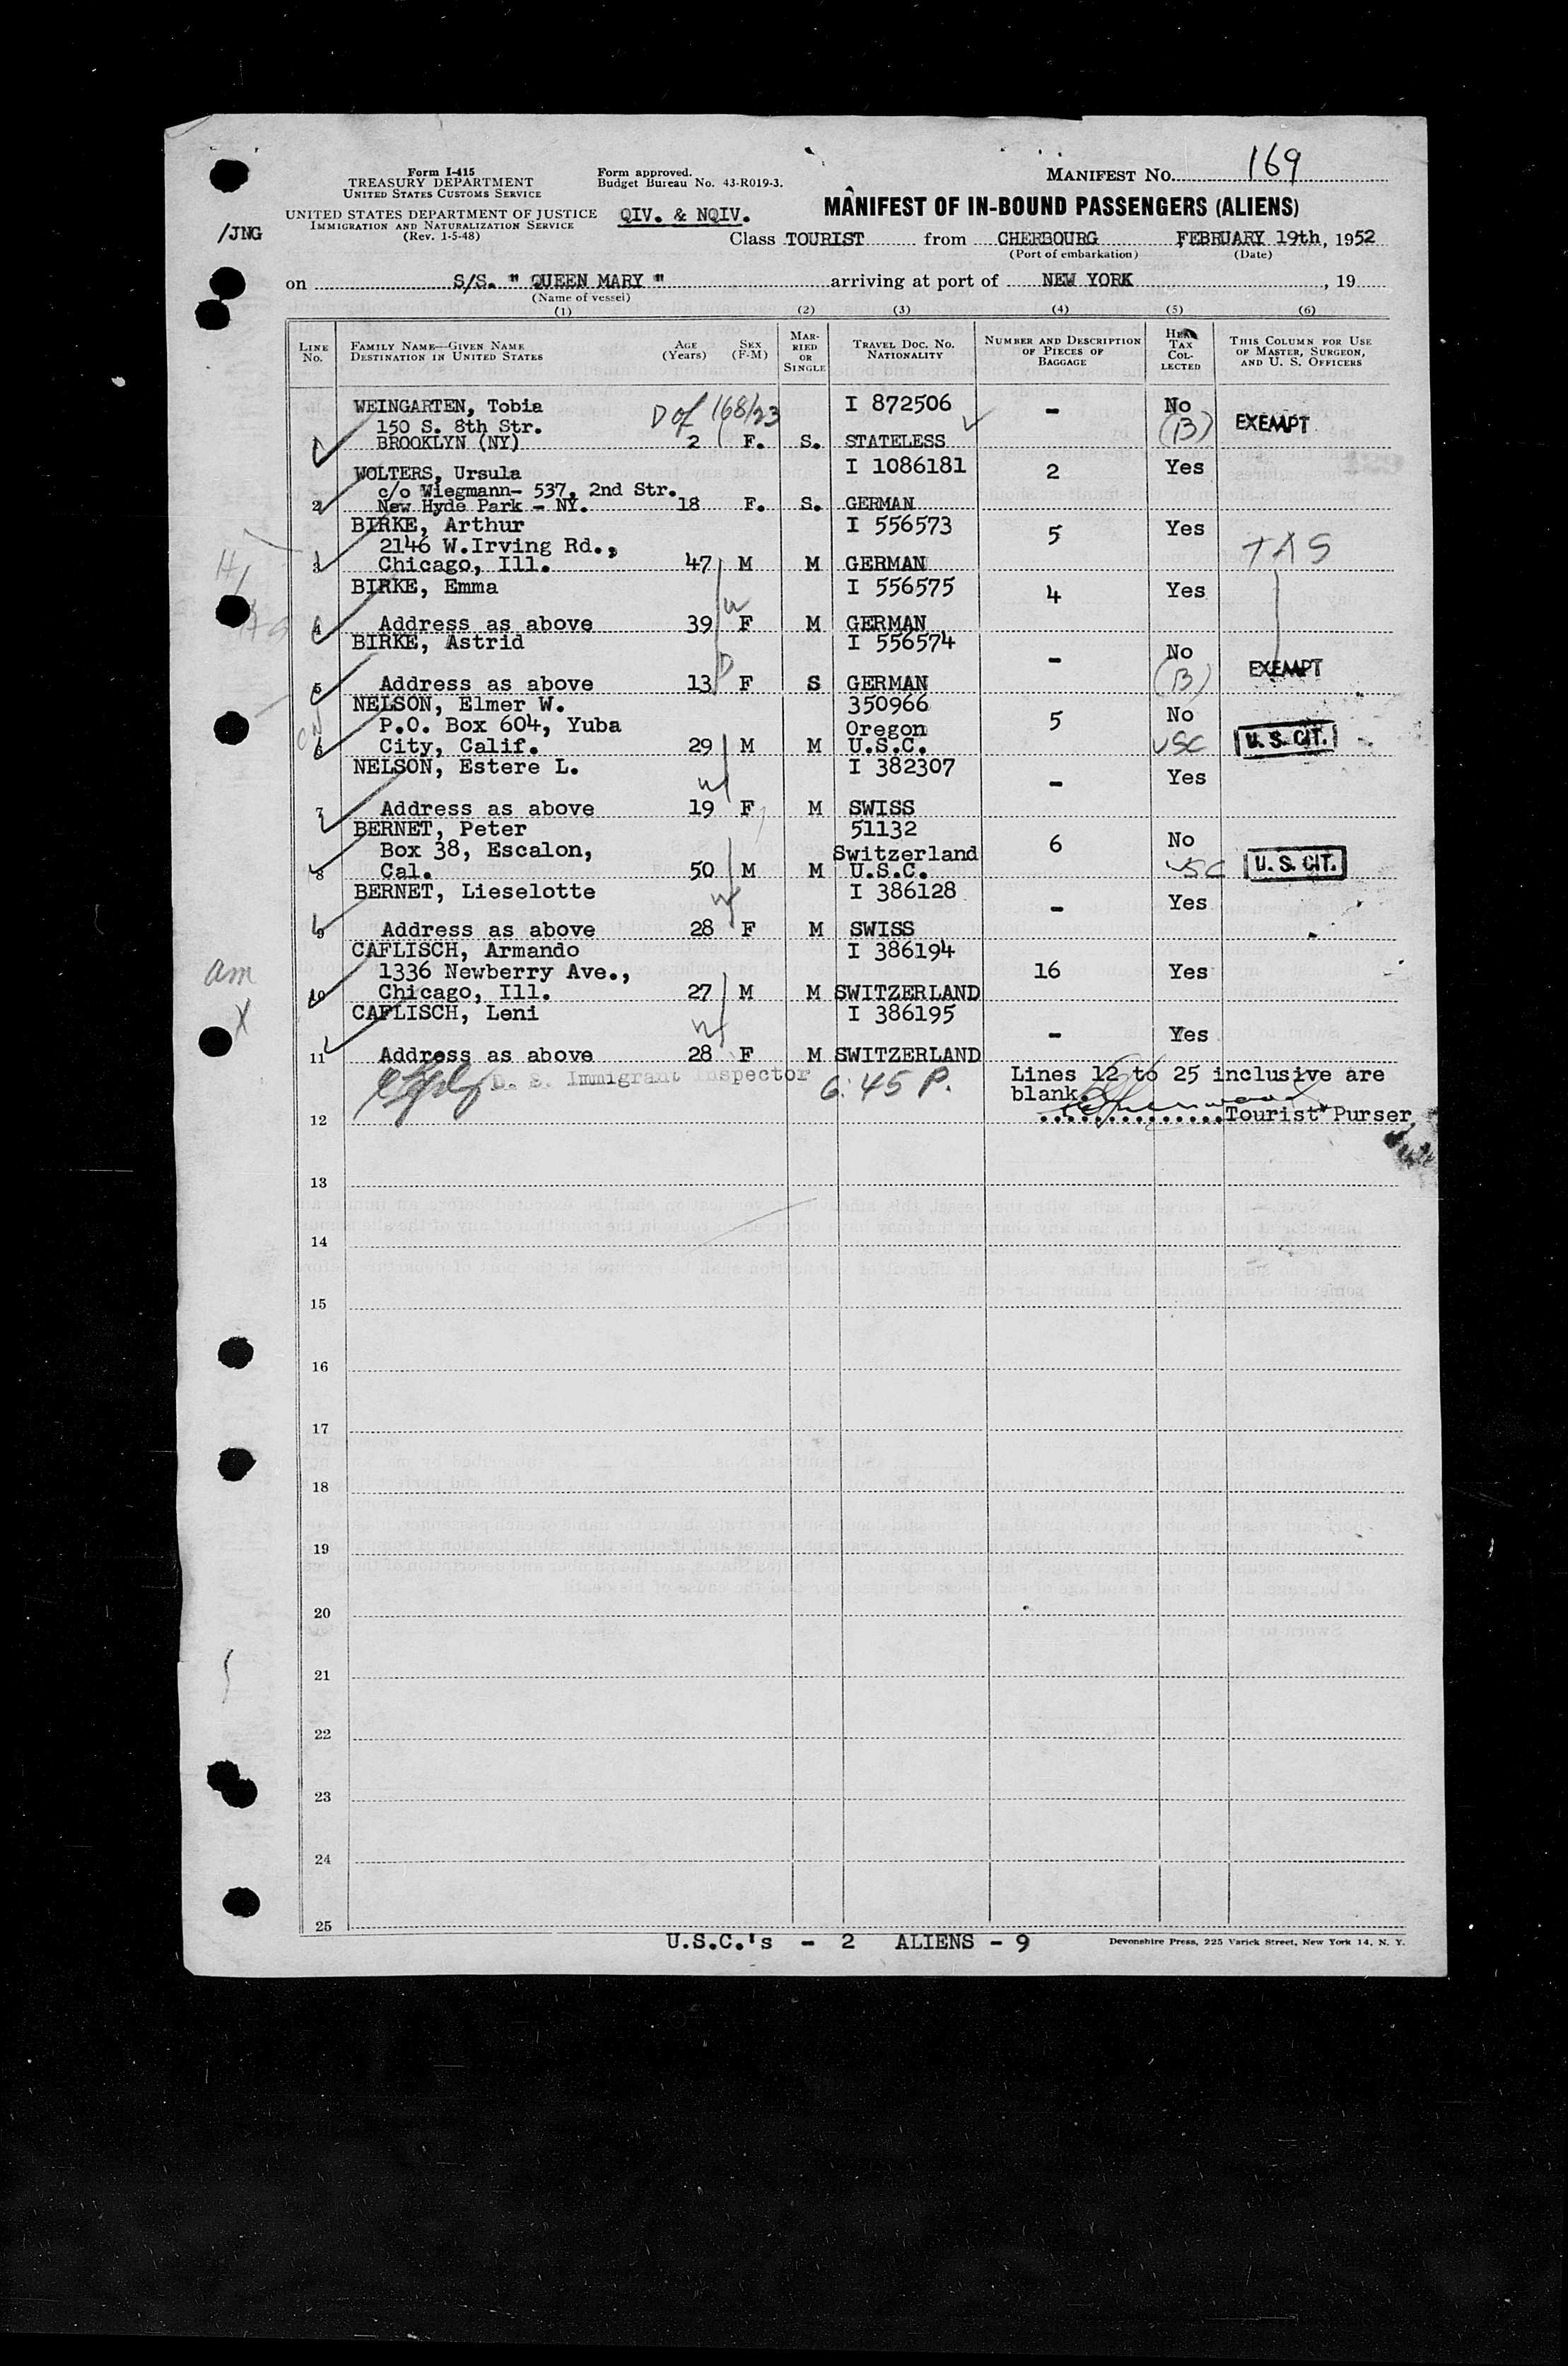 Form I-415
TREASURY DEPARTMENT
UNITED STATES CUSTOMS SERVICE
Form approved.
Budget Bureau No. 43-R019-3.
MANIFEST No. 169
UNITED STATES DEPARTMENT OF JUSTICE
IMMIGRATION AND NATURALIZATION SERVICE
(Rev. 1-5-48)
QIV. & NQIV.
MANIFEST OF IN-BOUND PASSENGERS (ALIENS)
/JNG
Class TOURIST from CHERBOURG FEBRUARY 19th, 1952
(Port of embarkation) (Date)
on S/S. " QUEEN MARY " arriving at port of NEW YORK , 19
(Name of vessel)
(1) (2) (3) (4) (5) (6)
LINE No. FAMILY NAME—GIVEN NAME DESTINATION IN UNITED STATES AGE (Years) SEX (F-M) MARRIED OR SINGLE TRAVEL DOC. NO. NATIONALITY NUMBER AND DESCRIPTION OF PIECES OF BAGGAGE HEAD TAX COLLECTED THIS COLUMN FOR USE OF MASTER, SURGEON, AND U. S. OFFICERS
WEINGARTEN, Tobia D of 168/23 I 872506 - No
150 S. 8th Str. (B) EXEMPT
1 BROOKLYN (NY) 2 F. S. STATELESS
WOLTERS, Ursula I 1086181 2 Yes
c/o Wiegmann- 537, 2nd Str.
2 New Hyde Park - NY. 18 F. S. GERMAN
BIRKE, Arthur I 556573 5 Yes
2146 W.Irving Rd., TAS
3 Chicago, Ill. 47 M M GERMAN
BIRKE, Emma I 556575 4 Yes
W
4 Address as above 39 F M GERMAN
BIRKE, Astrid I 556574 - No
D (B) EXEMPT
5 Address as above 13 F S GERMAN
NELSON, Elmer W. 350966 5 No
P.O. Box 604, Yuba Oregon
6 City, Calif. 29 M M U.S.C. USC U. S. CIT.
NELSON, Estere L. I 382307 - Yes
W
7 Address as above 19 F M SWISS
BERNET, Peter 51132 6 No
Box 38, Escalon, Switzerland
8 Cal. 50 M M U.S.C. USC U. S. CIT.
BERNET, Lieselotte I 386128 - Yes
W
9 Address as above 28 F M SWISS
CAFLISCH, Armando I 386194 16 Yes
am 1336 Newberry Ave.,
10 Chicago, Ill. 27 M M SWITZERLAND
X CAFLISCH, Leni I 386195 - Yes
W
11 Address as above 28 F M SWITZERLAND
U. S. Immigrant Inspector 6:45 P. Lines 12 to 25 inclusive are
blank.
12 ..............Tourist Purser
13
14
15
16
17
18
19
20
21
22
23
24
25
U.S.C.'s - 2 ALIENS - 9 Devonshire Press, 225 Varick Street, New York 14, N. Y.